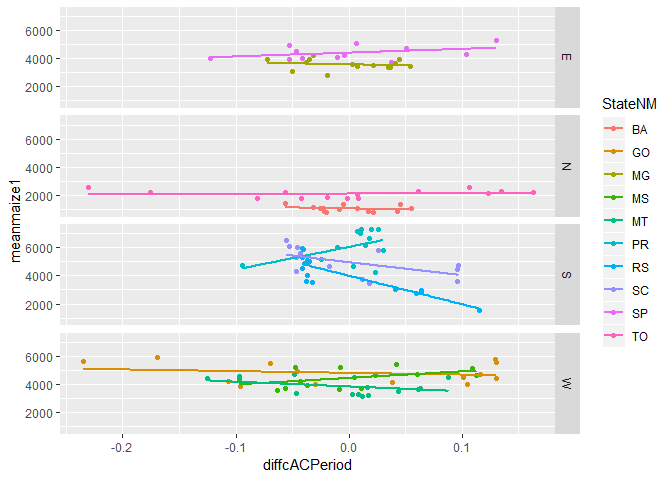 6000
4000
2000
E
6000
4000
2000
N
6000
4000
2000
S
6000
4000
2000
W
-0.2
-0.1
0.0
0.1
diffcACPeriod
meanmaize1
StateNM
BA
GO
MG
MS
MT
PR
RS
SC
SP
TO